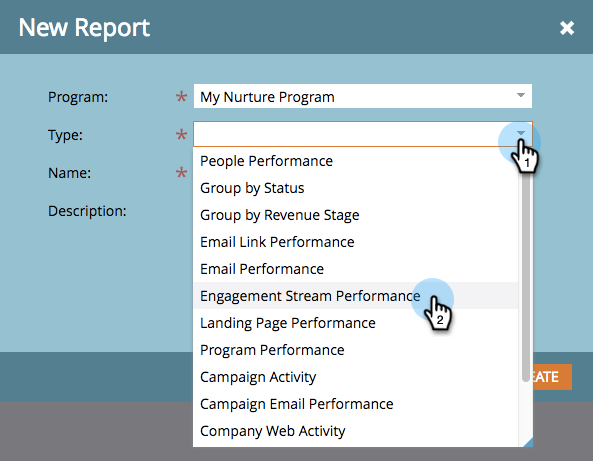 New Report
Program: * My Nurture Program
Type: *
1
Name: *
Description:
People Performance
Group by Status
Group by Revenue Stage
Email Link Performance
Email Performance
Engagement Stream Performance
2
Landing Page Performance
Program Performance
Campaign Activity
Campaign Email Performance
Company Web Activity
EATE